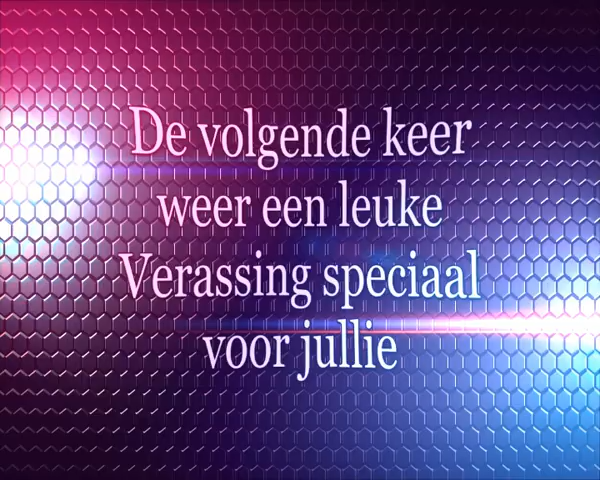 De volgende keer
weer een leuke
Verassing speciaal
voor jullie